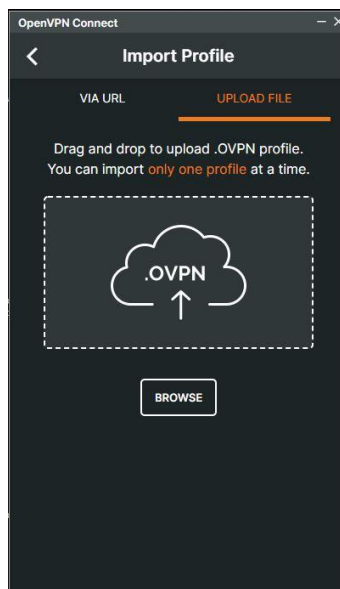 OpenVPN Connect
Import Profile
VIA URL
UPLOAD FILE
Drag and drop to upload .OVPN profile.
You can import only one profile at a time.
.OVPN
BROWSE